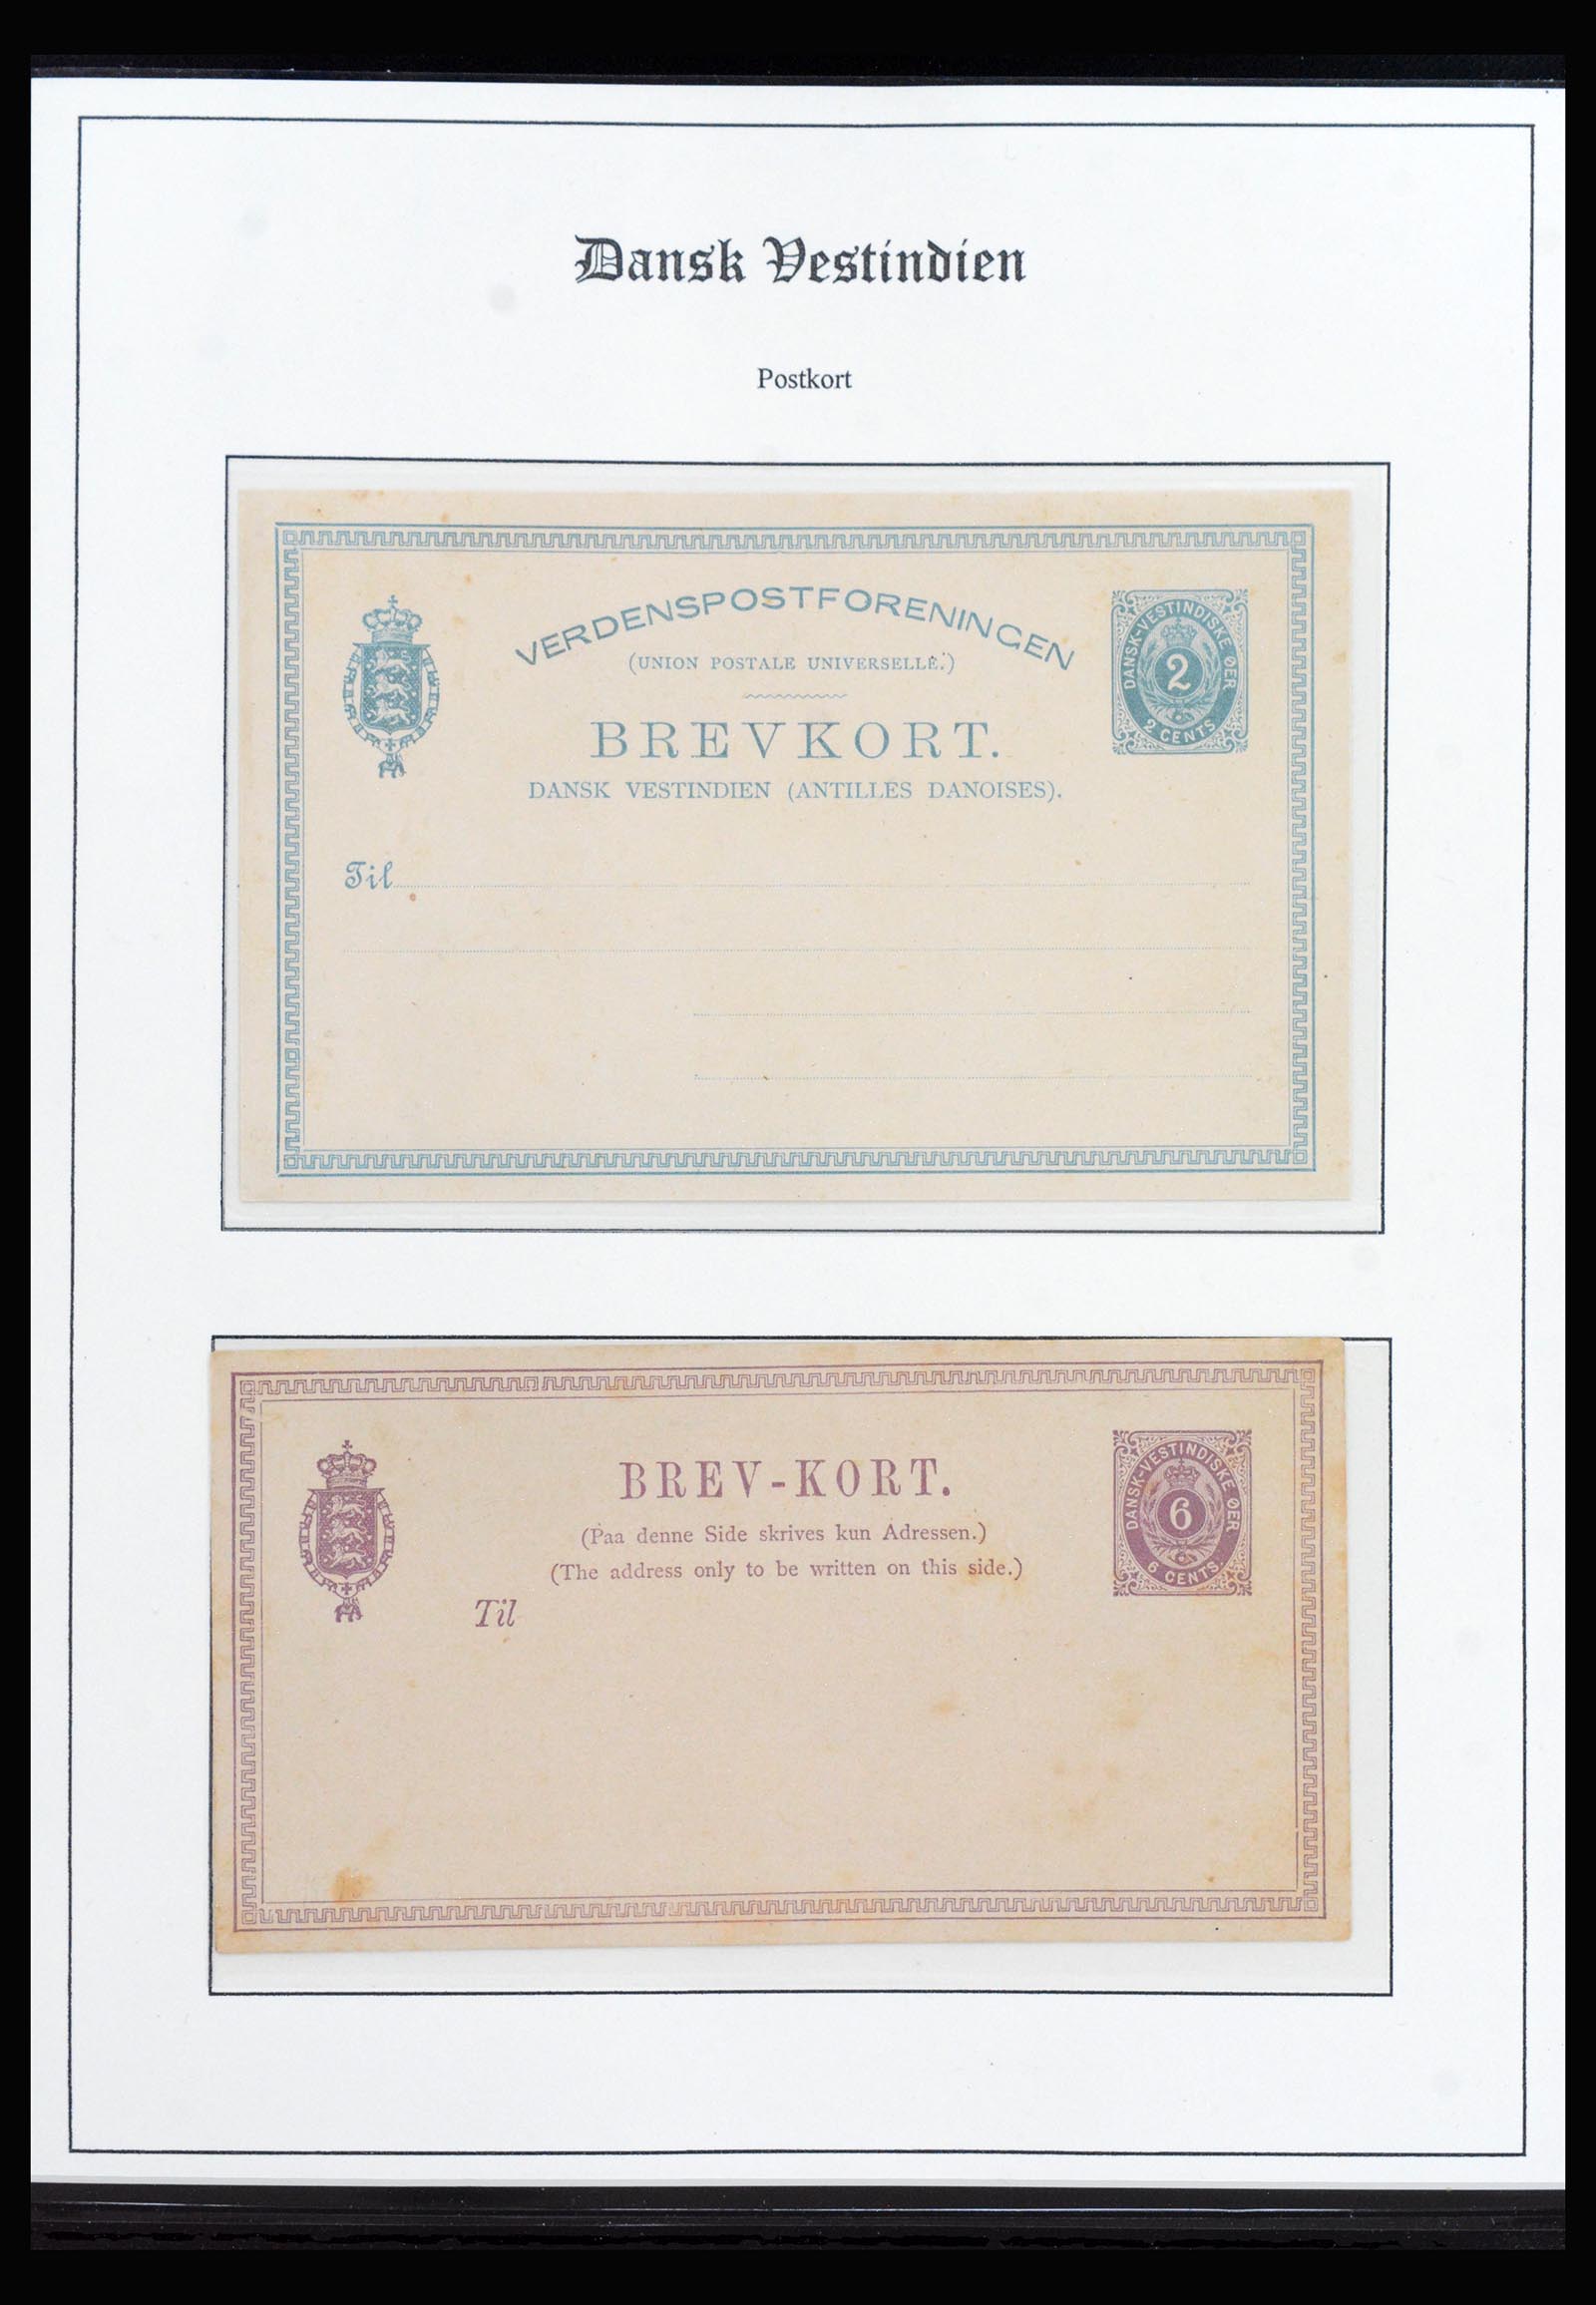 Dansk Vestindien
Postkort
VERDENSPOSTFORENINGEN
(UNION POSTALE UNIVERSELLE.)
BREVKORT.
DANSK VESTINDIEN (ANTILLES DANOISES).
DANSK-VESTINDISKE ØER
2
2 CENTS
Til
BREV-KORT.
(Paa denne Side skrives kun Adressen.)
(The address only to be written on this side.)
DANSK-VESTINDISKE ØER
6
6 CENTS.
Til